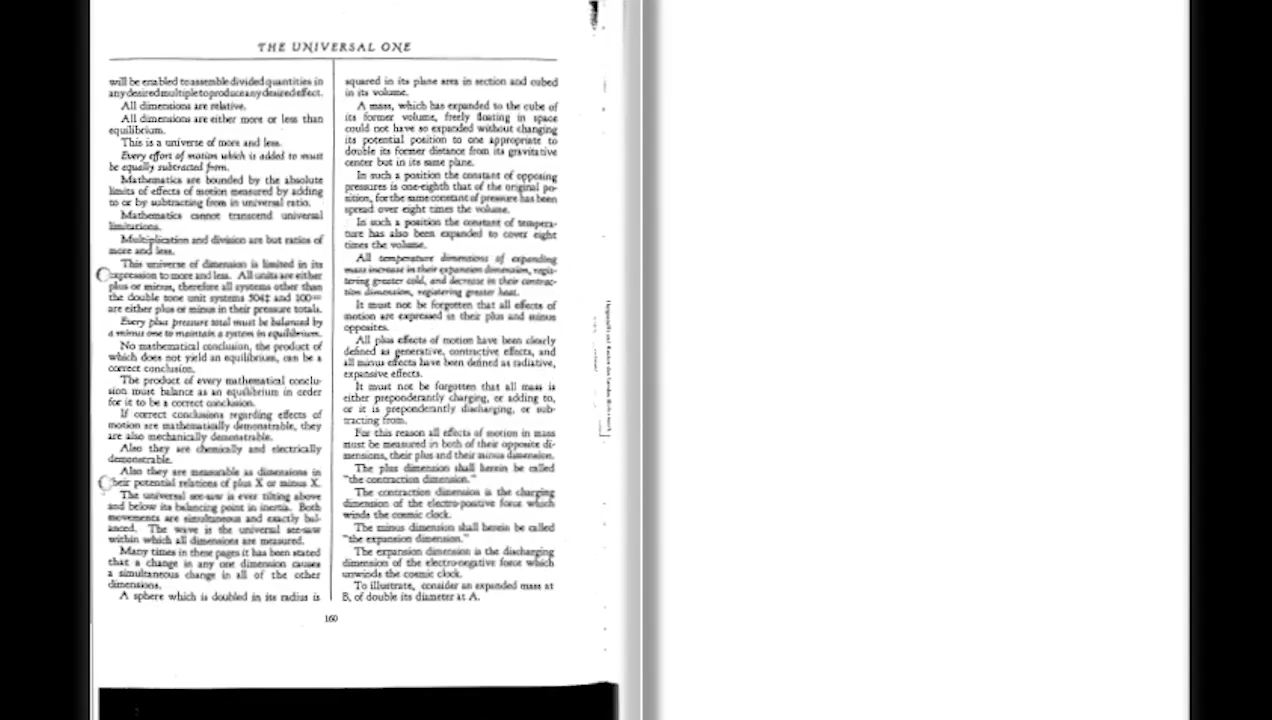 THE UNIVERSAL ONE
will be enabled to assemble divided quantities in
any desired multiple to produce any desired effect.
All dimensions are relative.
All dimensions are either more or less than
equilibrium.
This is a universe of more and less.
Every effort of motion which is added to must
be equally subtracted from.
Mathematics are bounded by the absolute
limits of effects of motion measured by adding
to or by subtracting from in universal ratio.
Mathematics cannot transcend universal
limitations.
Multiplication and division are but ratios of
more and less.
This universe of dimension is limited in its
expression to more and less. All units are either
plus or minus, therefore all systems other than
the double tone unit systems and
are either plus or minus in their pressure totals.
Every plus pressure total must be balanced by
a minus one to maintain a system in equilibrium.
No mathematical conclusion, the product of
which does not yield an equilibrium, can be a
correct conclusion.
The product of every mathematical conclu-
sion must balance as an equilibrium in order
for it to be a correct conclusion.
If correct conclusions regarding effects of
motion are mathematically demonstrable, they
are also mechanically demonstrable.
Also they are chemically and electrically
demonstrable.
Also they are measurable as dimensions in
their potential relations of plus X or minus X.
The universal see-saw is ever tilting above
and below its balancing point in inertia. Both
movements are simultaneous and exactly bal-
anced. The wave is the universal see-saw
within which all dimensions are measured.
Many times in these pages it has been stated
that a change in any one dimension causes
a simultaneous change in all of the other
dimensions.
A sphere which is doubled in its radius is
squared in its plane area in section and cubed
in its volume.
A mass, which has expanded to the cube of
its former volume, freely floating in space
could not have so expanded without changing
its potential position to one appropriate to
double its former distance from its gravitative
center but in its same plane.
In such a position the constant of opposing
pressures is one-eighth that of the original po-
sition, for the same constant of pressure has been
spread over eight times the volume.
In such a position the constant of tempera-
ture has also been expanded to cover eight
times the volume.
All temperature dimensions of expanding
mass increase in their expansion dimension, regis-
tering greater cold, and decrease in their contrac-
tion dimension, registering greater heat.
It must not be forgotten that all effects of
motion are expressed in their plus and minus
opposites.
All plus effects of motion have been clearly
defined as generative, contractive effects, and
all minus effects have been defined as radiative,
expansive effects.
It must not be forgotten that all mass is
either preponderantly charging, or adding to,
or it is preponderantly discharging, or sub-
tracting from.
For this reason all effects of motion in mass
must be measured in both of their opposite di-
mensions, their plus and their minus dimension.
The plus dimension shall herein be called
"the contraction dimension."
The contraction dimension is the charging
dimension of the electro-positive force which
winds the cosmic clock.
The minus dimension shall herein be called
"the expansion dimension."
The expansion dimension is the discharging
dimension of the electro-negative force which
unwinds the cosmic clock.
To illustrate, consider an expanded mass at
B, of double its diameter at A.
160